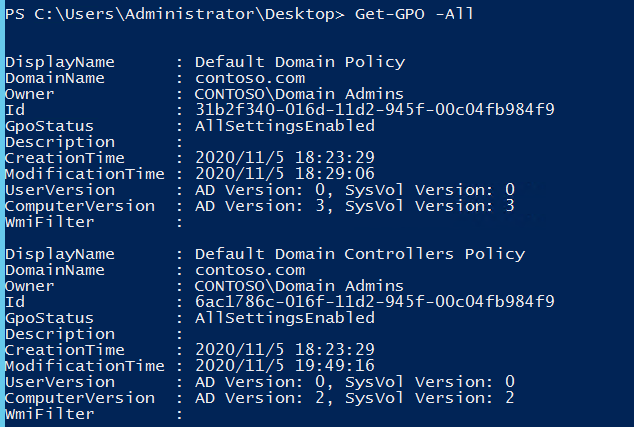 PS C:\Users\Administrator\Desktop> Get-GPO -All
DisplayName : Default Domain Policy
DomainName : contoso.com
Owner : CONTOSO\Domain Admins
Id : 31b2f340-016d-11d2-945f-00c04fb984f9
GpoStatus : AllSettingsEnabled
Description :
CreationTime : 2020/11/5 18:23:29
ModificationTime : 2020/11/5 18:29:06
UserVersion : AD Version: 0, SysVol Version: 0
ComputerVersion : AD Version: 3, SysVol Version: 3
WmiFilter :
DisplayName : Default Domain Controllers Policy
DomainName : contoso.com
Owner : CONTOSO\Domain Admins
Id : 6ac1786c-016f-11d2-945f-00c04fb984f9
GpoStatus : AllSettingsEnabled
Description :
CreationTime : 2020/11/5 18:23:29
ModificationTime : 2020/11/5 19:49:16
UserVersion : AD Version: 0, SysVol Version: 0
ComputerVersion : AD Version: 2, SysVol Version: 2
WmiFilter :